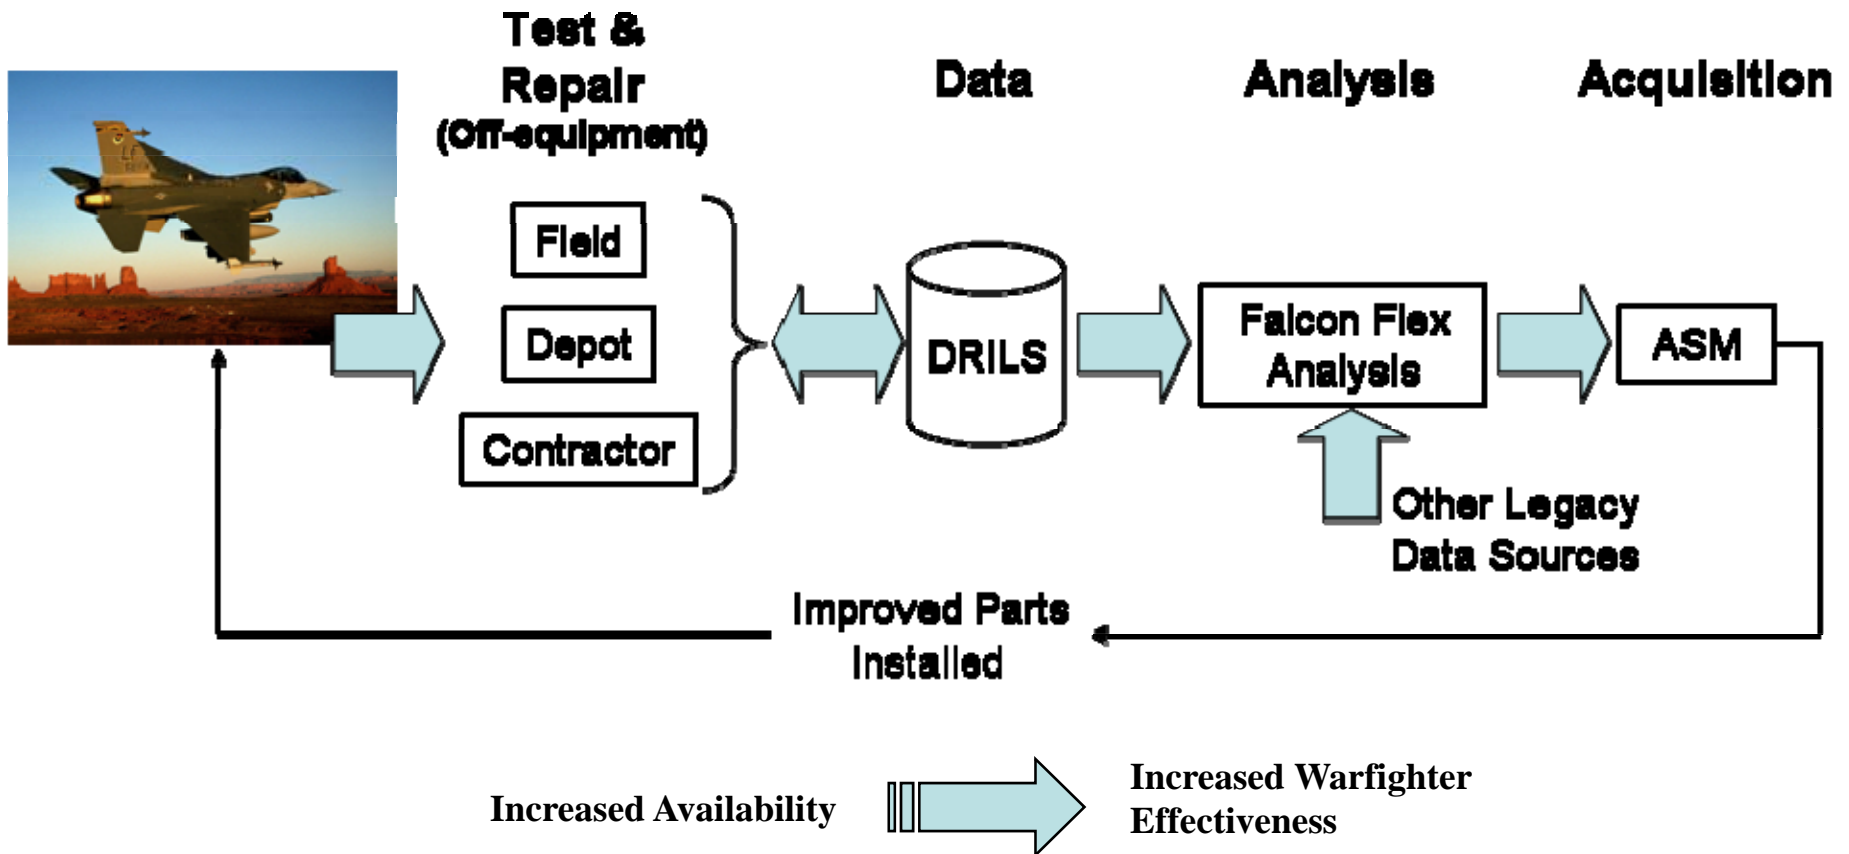 Test &
Repair
(Off-equipment)
Data
Analysis
Acquisition
Field
Depot
Contractor
DRILS
Falcon Flex
Analysis
ASM
Other Legacy
Data Sources
Improved Parts
Installed
Increased Availability
Increased Warfighter
Effectiveness